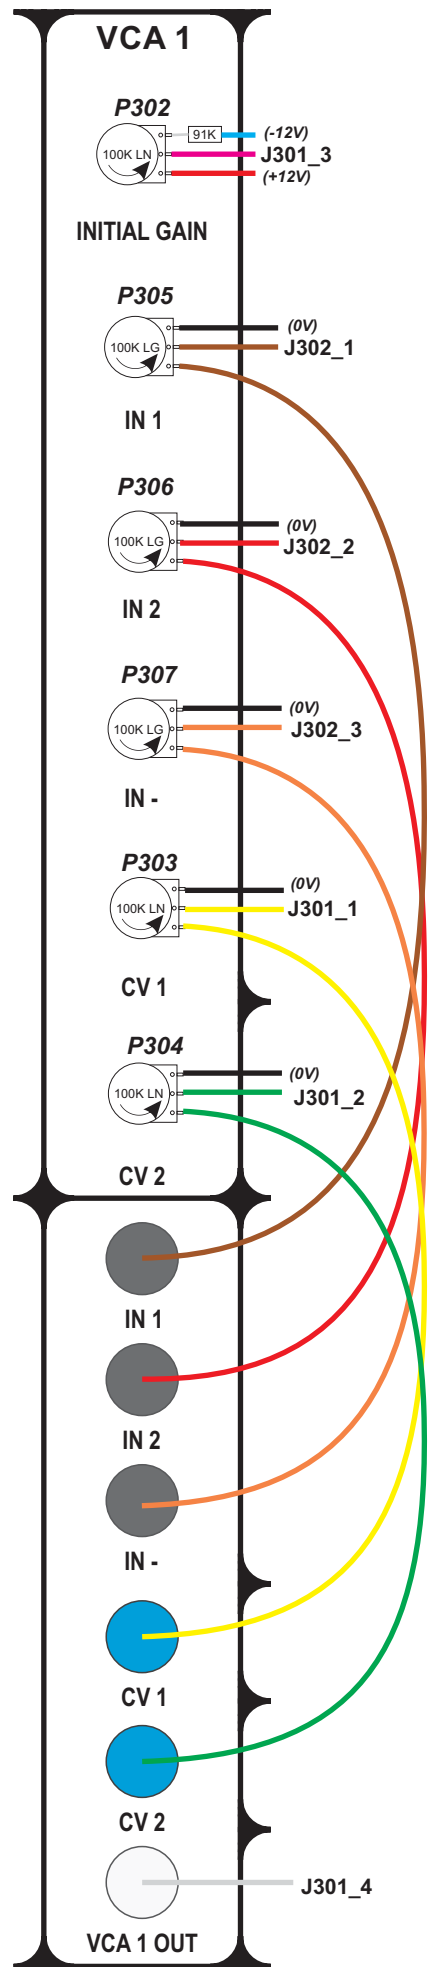 VCA 1
P302
91K
(-12V)
100K LN
J301_3
(+12V)
INITIAL GAIN
P305
(0V)
100K LG
J302_1
IN 1
P306
(0V)
100K LG
J302_2
IN 2
P307
(0V)
100K LG
J302_3
IN -
P303
(0V)
100K LN
J301_1
CV 1
P304
(0V)
100K LN
J301_2
CV 2
IN 1
IN 2
IN -
CV 1
CV 2
J301_4
VCA 1 OUT